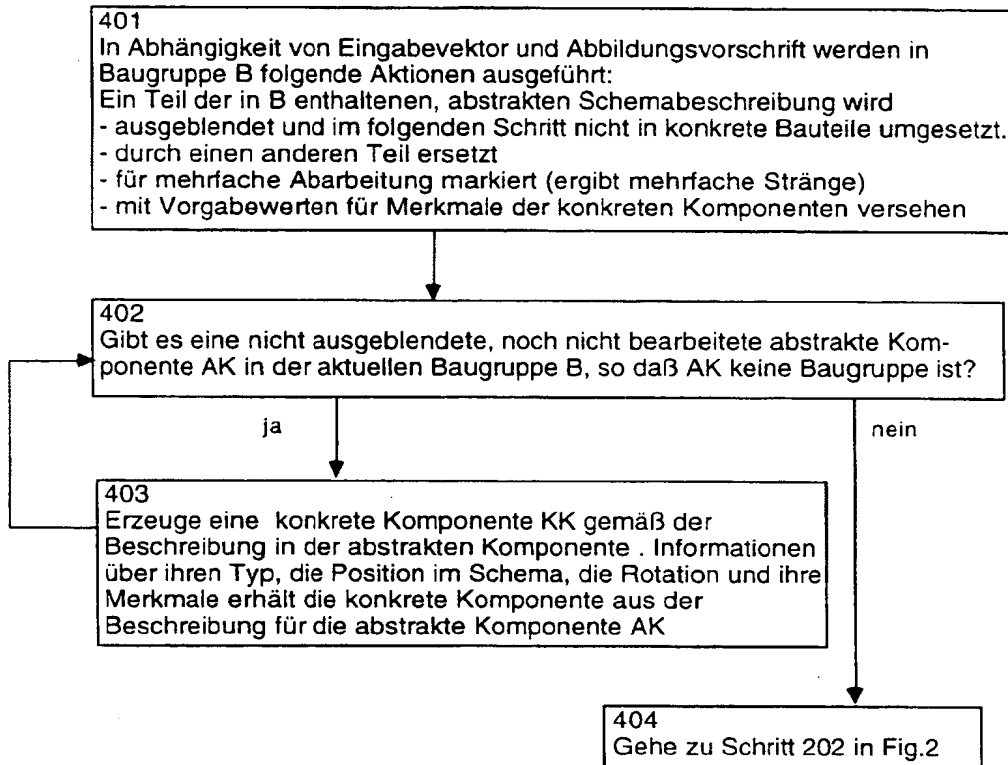 401
In Abhängigkeit von Eingabevektor und Abbildungsvorschrift werden in
Baugruppe B folgende Aktionen ausgeführt:
Ein Teil der in B enthaltenen, abstrakten Schemabeschreibung wird
- ausgeblendet und im folgenden Schritt nicht in konkrete Bauteile umgesetzt.
- durch einen anderen Teil ersetzt
- für mehrfache Abarbeitung markiert (ergibt mehrfache Stränge)
- mit Vorgabewerten für Merkmale der konkreten Komponenten versehen
402
Gibt es eine nicht ausgeblendete, noch nicht bearbeitete abstrakte Kom-
ponente AK in der aktuellen Baugruppe B, so daß AK keine Baugruppe ist?
ja
nein
403
Erzeuge eine konkrete Komponente KK gemäß der
Beschreibung in der abstrakten Komponente . Informationen
über ihren Typ, die Position im Schema, die Rotation und ihre
Merkmale erhält die konkrete Komponente aus der
Beschreibung für die abstrakte Komponente AK
404
Gehe zu Schritt 202 in Fig.2